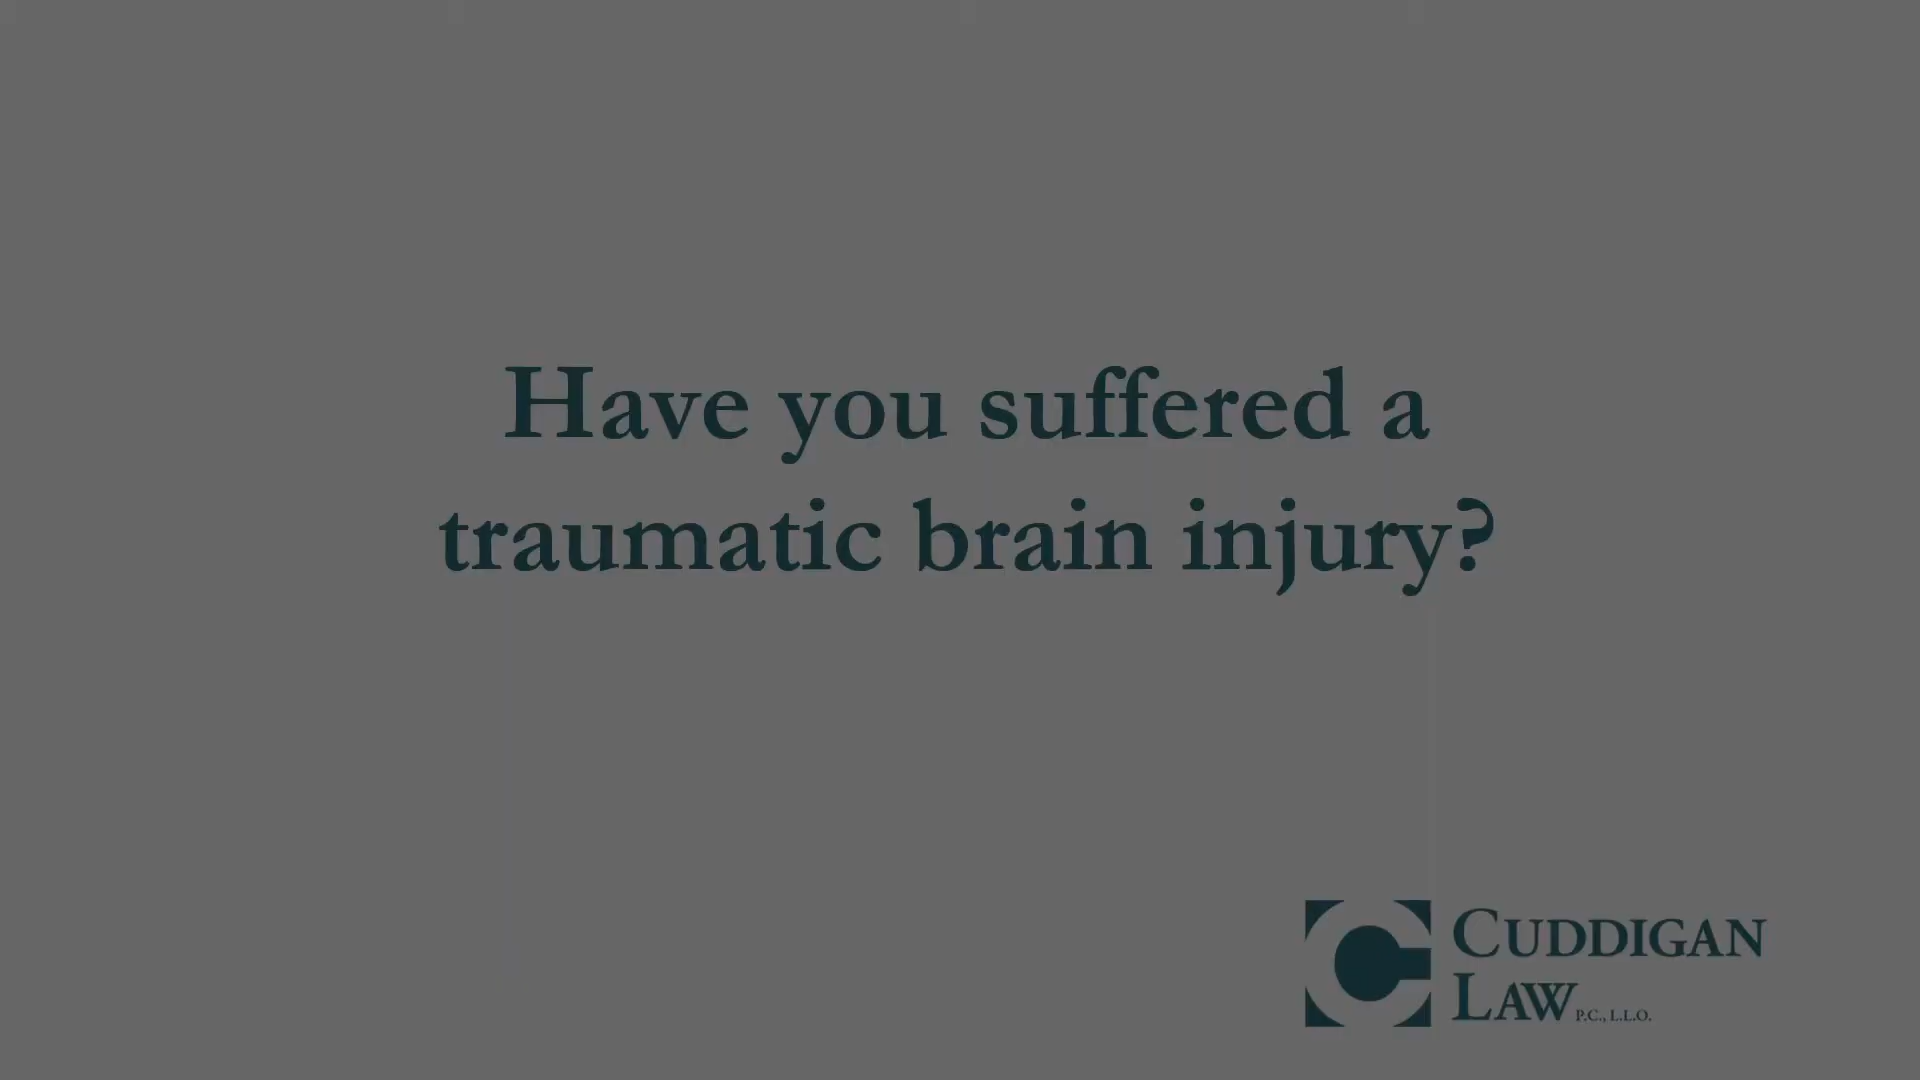 Have you suffered a
traumatic brain injury?
CUDDIGAN
LAW P.C., L.L.O.